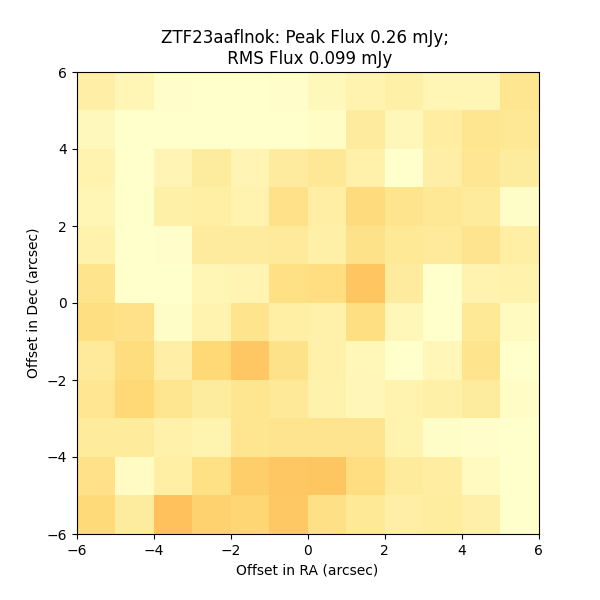 ZTF23aaflnok: Peak Flux 0.26 mJy;
RMS Flux 0.099 mJy
6
4
2
0
−2
−4
−6
Offset in Dec (arcsec)
−6 −4 −2 0 2 4 6
Offset in RA (arcsec)